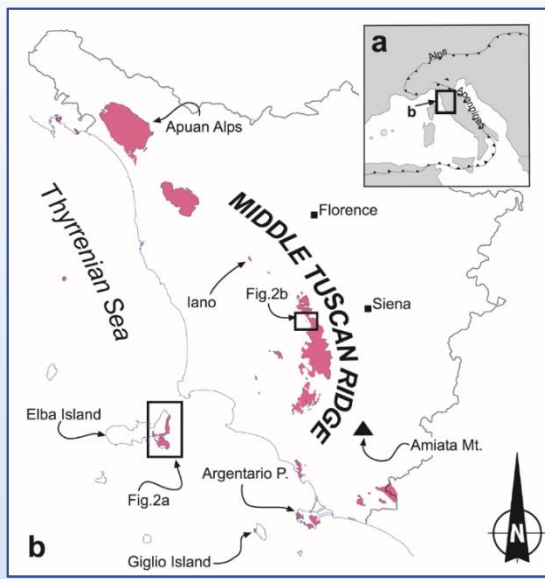 a
Alps
Apennines
b
Apuan Alps
Thyrrenian Sea
MIDDLE TUSCAN RIDGE
Florence
Iano
Fig.2b
Siena
Elba Island
Amiata Mt.
Argentario P.
Fig.2a
Giglio Island
N
b